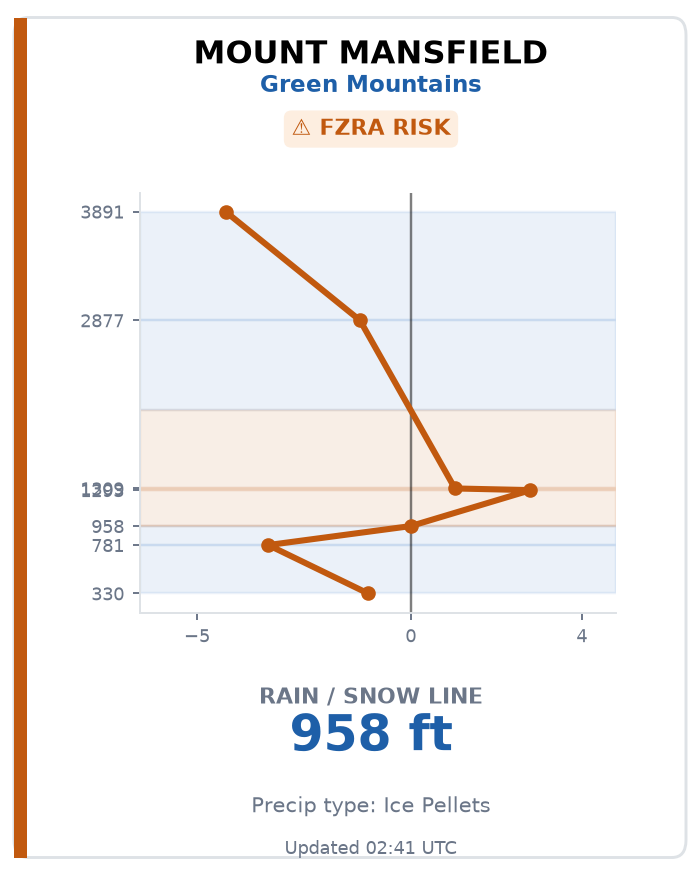 MOUNT MANSFIELD
Green Mountains
⚠ FZRA RISK
3891
2877
958
781
330
−5 0 4
RAIN / SNOW LINE
958 ft
Precip type: Ice Pellets
Updated 02:41 UTC